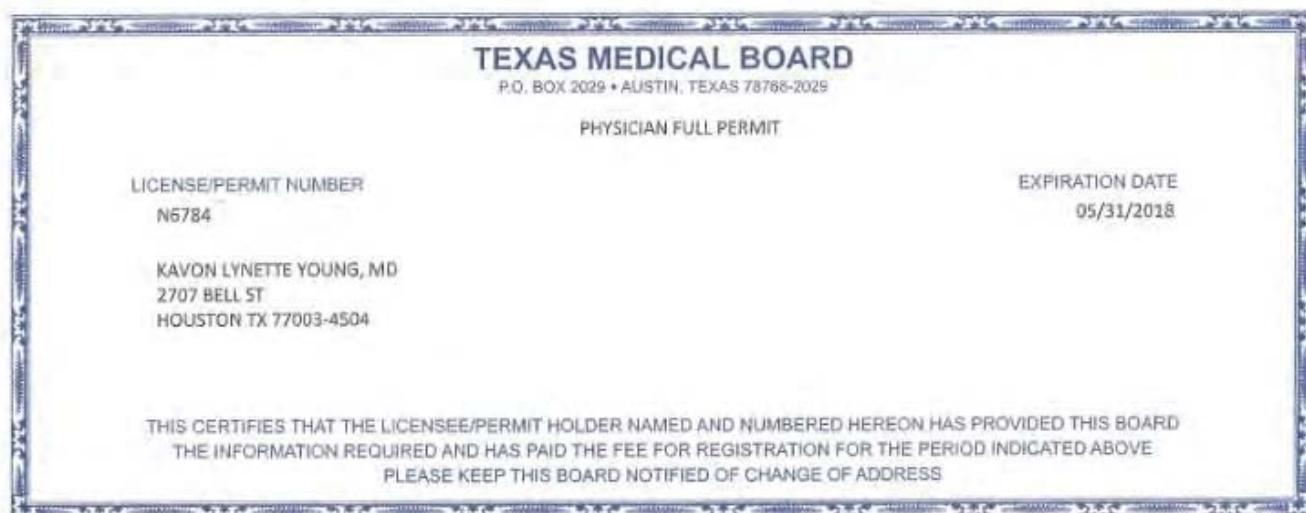 TEXAS MEDICAL BOARD
P.O. BOX 2029 • AUSTIN, TEXAS 78768-2029
PHYSICIAN FULL PERMIT
LICENSE/PERMIT NUMBER
N6784
EXPIRATION DATE
05/31/2018
KAVON LYNETTE YOUNG, MD
2707 BELL ST
HOUSTON TX 77003-4504
THIS CERTIFIES THAT THE LICENSEE/PERMIT HOLDER NAMED AND NUMBERED HEREON HAS PROVIDED THIS BOARD
THE INFORMATION REQUIRED AND HAS PAID THE FEE FOR REGISTRATION FOR THE PERIOD INDICATED ABOVE
PLEASE KEEP THIS BOARD NOTIFIED OF CHANGE OF ADDRESS